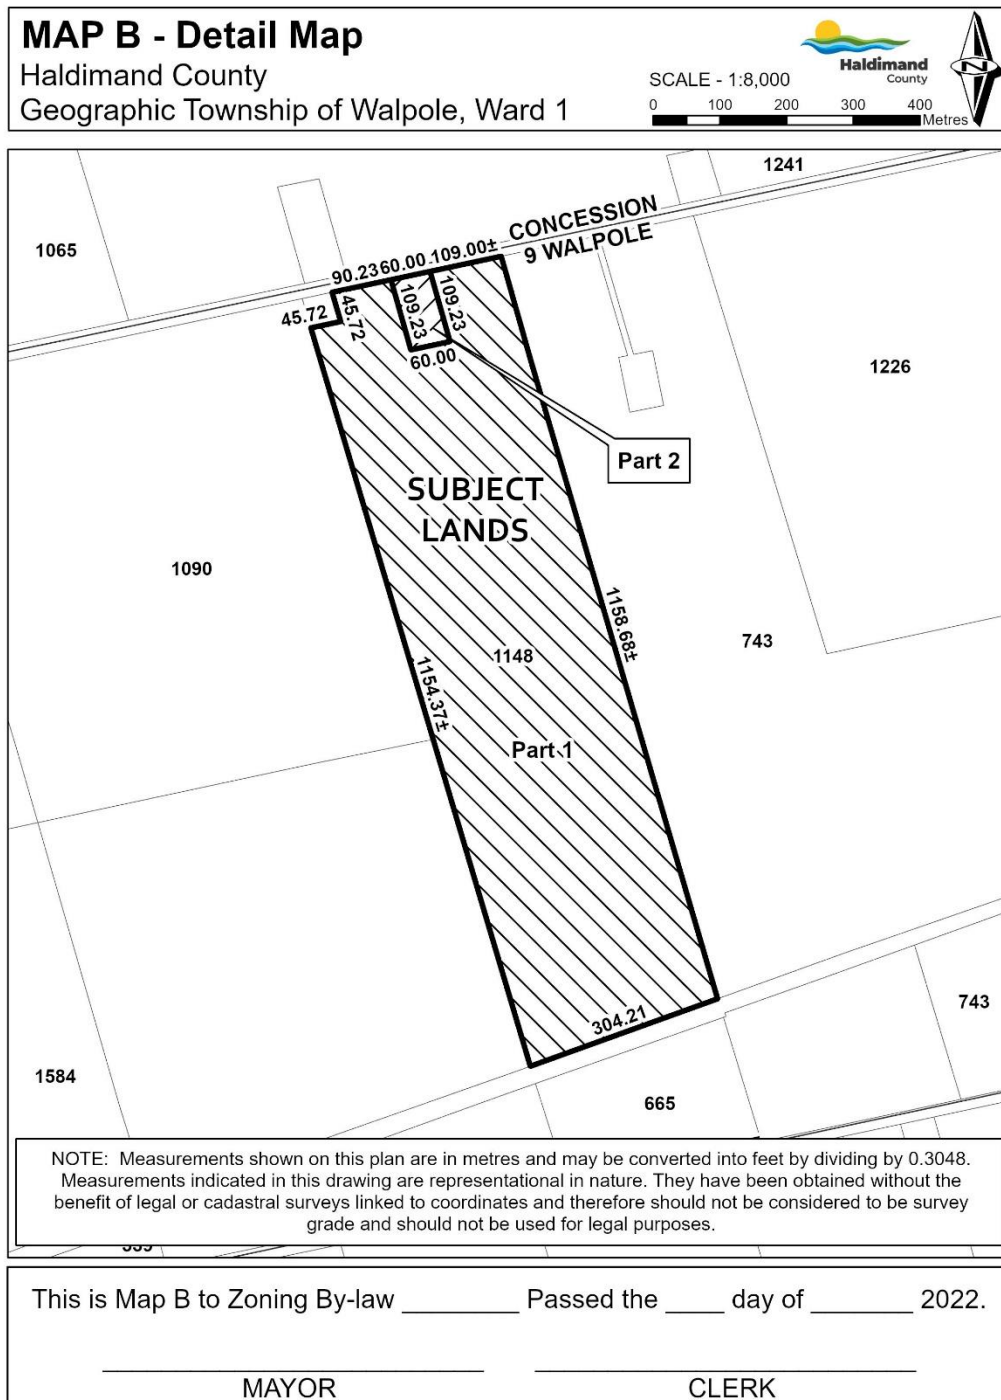 MAP B - Detail Map
Haldimand County
Geographic Township of Walpole, Ward 1
SCALE - 1:8,000
0 100 200 300 400
Metres
Haldimand
County
N
1241
1065
CONCESSION
9 WALPOLE
90.23 60.00 109.00±
45.72
45.72
109.23
109.23
60.00
1226
Part 2
SUBJECT
LANDS
1090
1158.68±
743
1148
1154.37±
Part 1
304.21
743
1584
665
NOTE: Measurements shown on this plan are in metres and may be converted into feet by dividing by 0.3048.
Measurements indicated in this drawing are representational in nature. They have been obtained without the
benefit of legal or cadastral surveys linked to coordinates and therefore should not be considered to be survey
grade and should not be used for legal purposes.
This is Map B to Zoning By-law ________ Passed the ____ day of _______ 2022.
MAYOR
CLERK